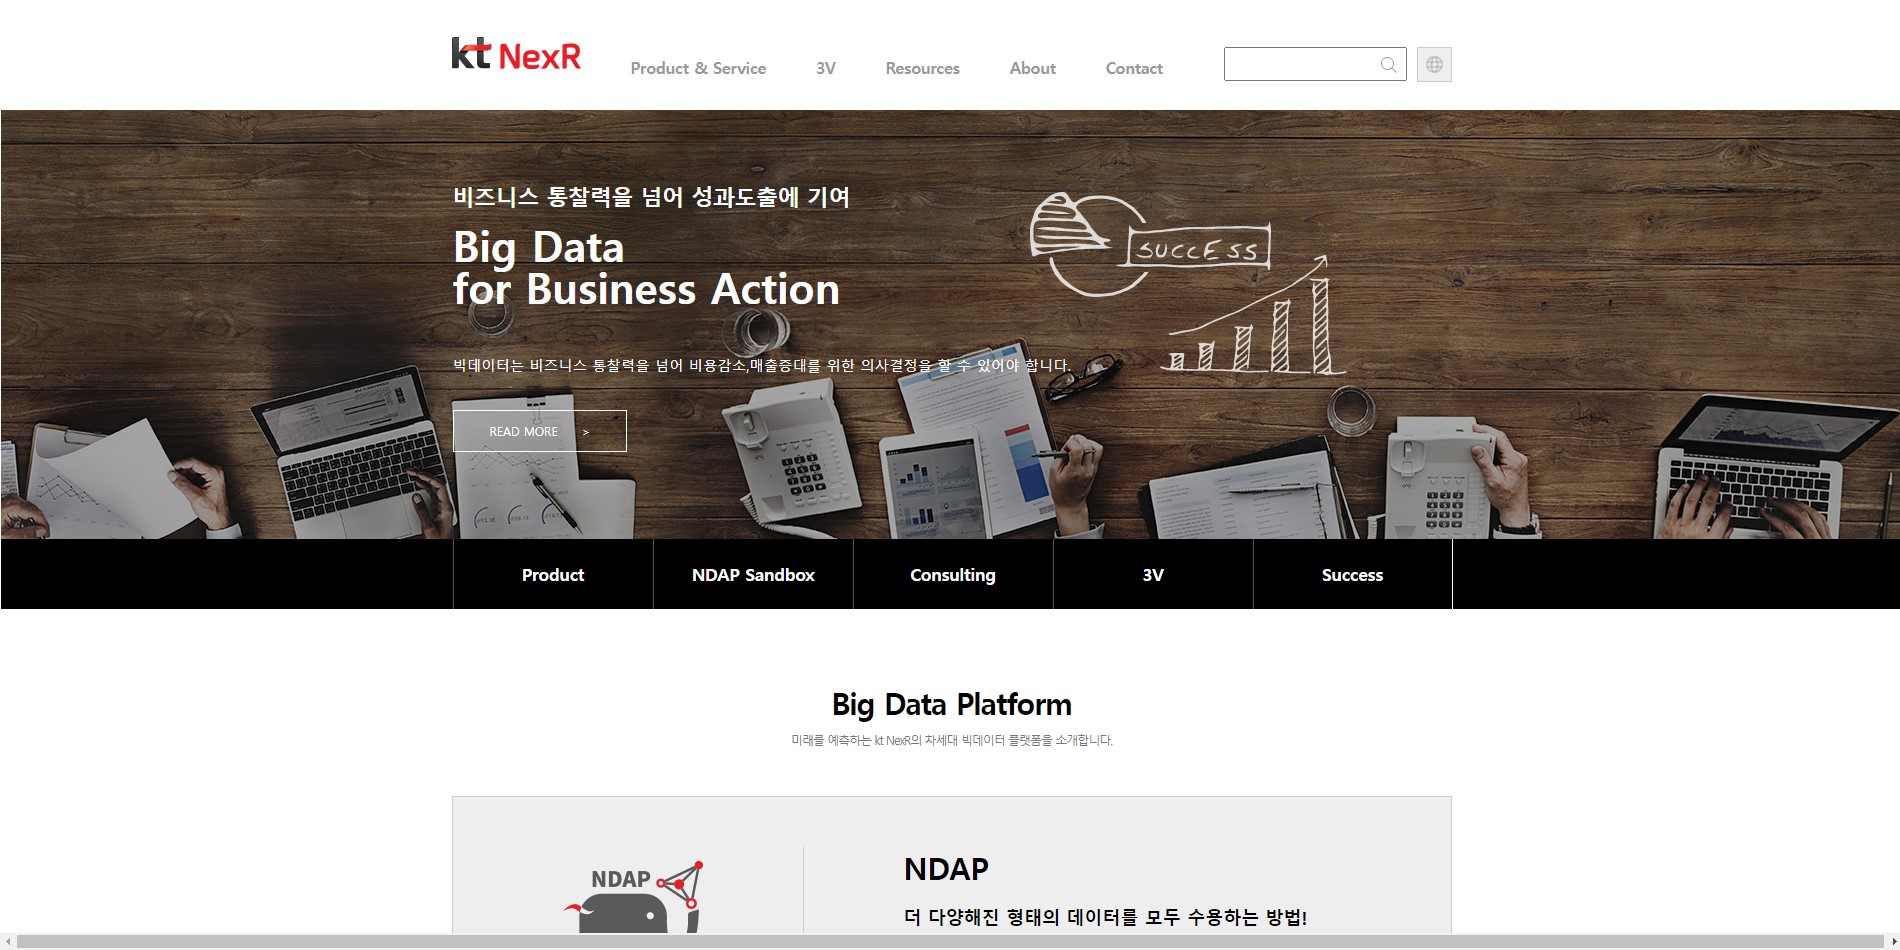 kt NexR
Product & Service
3V
Resources
About
Contact
비즈니스 통찰력을 넘어 성과도출에 기여
Big Data
for Business Action
SUCCESS
빅데이터는 비즈니스 통찰력을 넘어 비용감소,매출증대를 위한 의사결정을 할 수 있어야 합니다.
READ MORE >
Product
NDAP Sandbox
Consulting
3V
Success
Big Data Platform
미래를 예측하는 kt NexR의 차세대 빅데이터 플랫폼을 소개합니다.
NDAP
NDAP
더 다양해진 형태의 데이터를 모두 수용하는 방법!